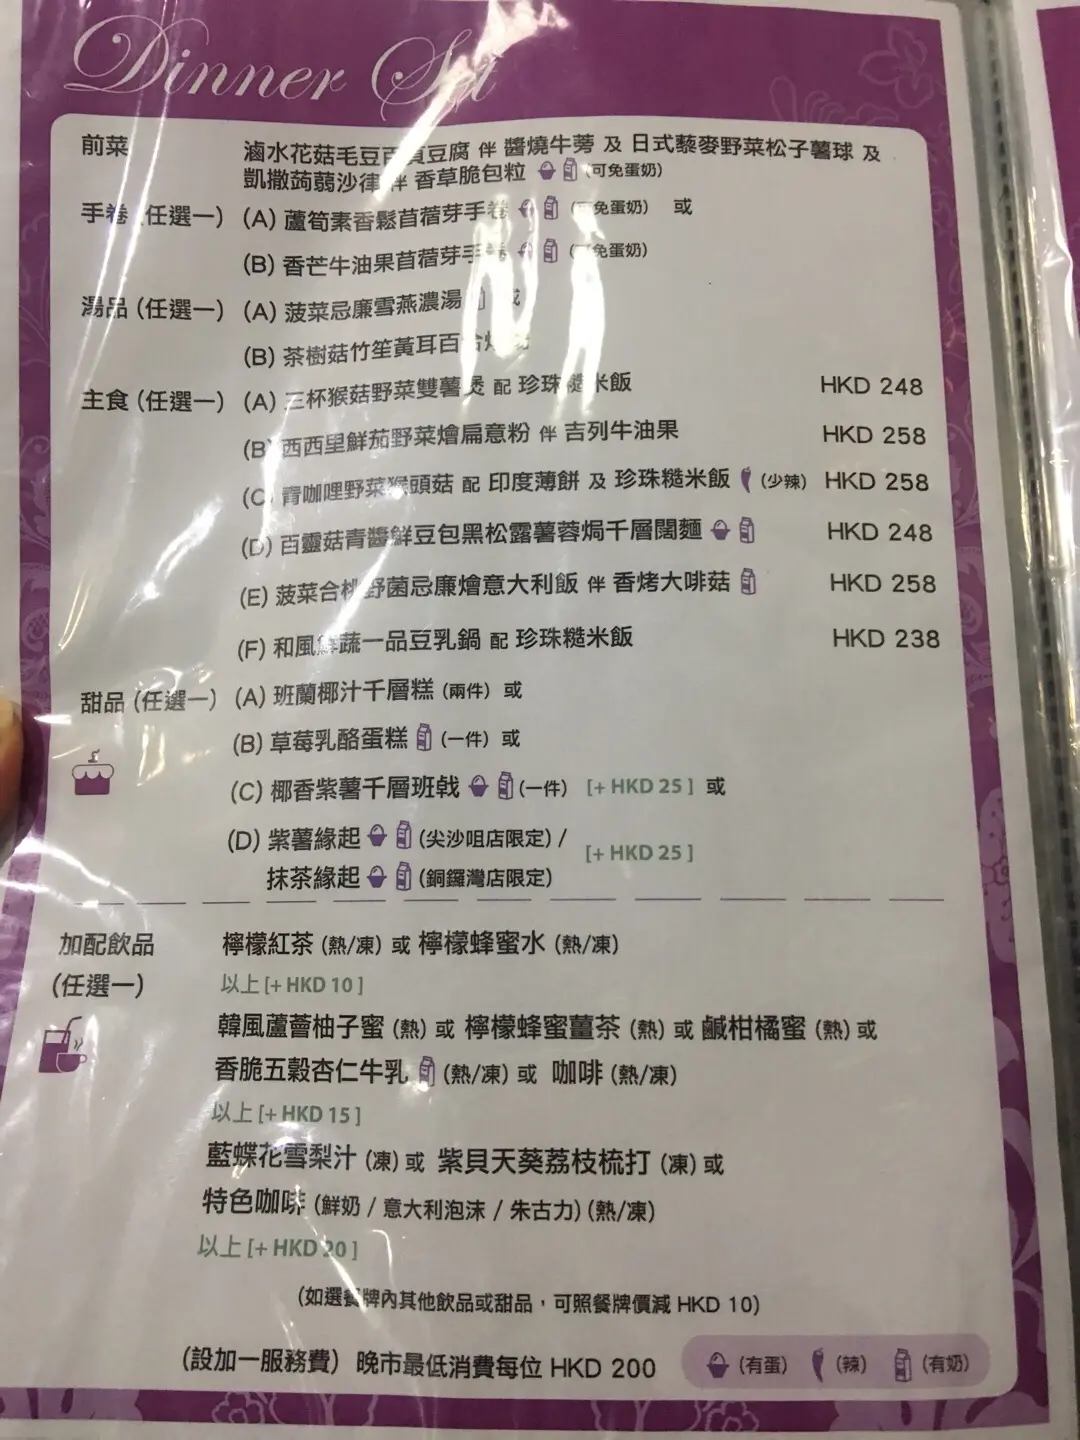 Dinner Set
前菜 滷水花菇毛豆百頁豆腐 伴 醬燒牛蒡 及 日式藜麥野菜松子薯球 及
凱撒蒟蒻沙律 伴 香草脆包粒 (可免蛋奶)
手卷 (任選一) (A) 蘆筍素香鬆苜蓿芽手卷 (可免蛋奶) 或
(B) 香芒牛油果苜蓿芽手卷 (可免蛋奶)
湯品 (任選一) (A) 菠菜忌廉雪燕濃湯 或
(B) 茶樹菇竹笙黃耳百合
主食 (任選一) (A) 三杯猴菇野菜雙薯煲 配 珍珠糙米飯 HKD 248
(B) 西西里鮮茄野菜燴扁意粉 伴 吉列牛油果 HKD 258
(C) 青咖哩野菜猴頭菇 配 印度薄餅 及 珍珠糙米飯 (少辣) HKD 258
(D) 百靈菇青醬鮮豆包黑松露薯蓉焗千層闊麵 HKD 248
(E) 菠菜合桃野菌忌廉燴意大利飯 伴 香烤大啡菇 HKD 258
(F) 和風鮮蔬一品豆乳鍋 配 珍珠糙米飯 HKD 238
甜品 (任選一) (A) 班蘭椰汁千層糕 (兩件) 或
(B) 草莓乳酪蛋糕 (一件) 或
(C) 椰香紫薯千層班戟 (一件) [+ HKD 25] 或
(D) 紫薯緣起 (尖沙咀店限定) /
抹茶緣起 (銅鑼灣店限定) [+ HKD 25]
加配飲品 檸檬紅茶 (熱/凍) 或 檸檬蜂蜜水 (熱/凍)
(任選一) 以上 [+ HKD 10]
韓風蘆薈柚子蜜 (熱) 或 檸檬蜂蜜薑茶 (熱) 或 鹹柑橘蜜 (熱) 或
香脆五穀杏仁牛乳 (熱/凍) 或 咖啡 (熱/凍)
以上 [+ HKD 15]
藍蝶花雪梨汁 (凍) 或 紫貝天葵荔枝梳打 (凍) 或
特色咖啡 (鮮奶 / 意大利泡沫 / 朱古力) (熱/凍)
以上 [+ HKD 20]
(如選餐牌內其他飲品或甜品，可照餐牌價減 HKD 10)
(設加一服務費) 晚市最低消費每位 HKD 200 (有蛋) (辣) (有奶)